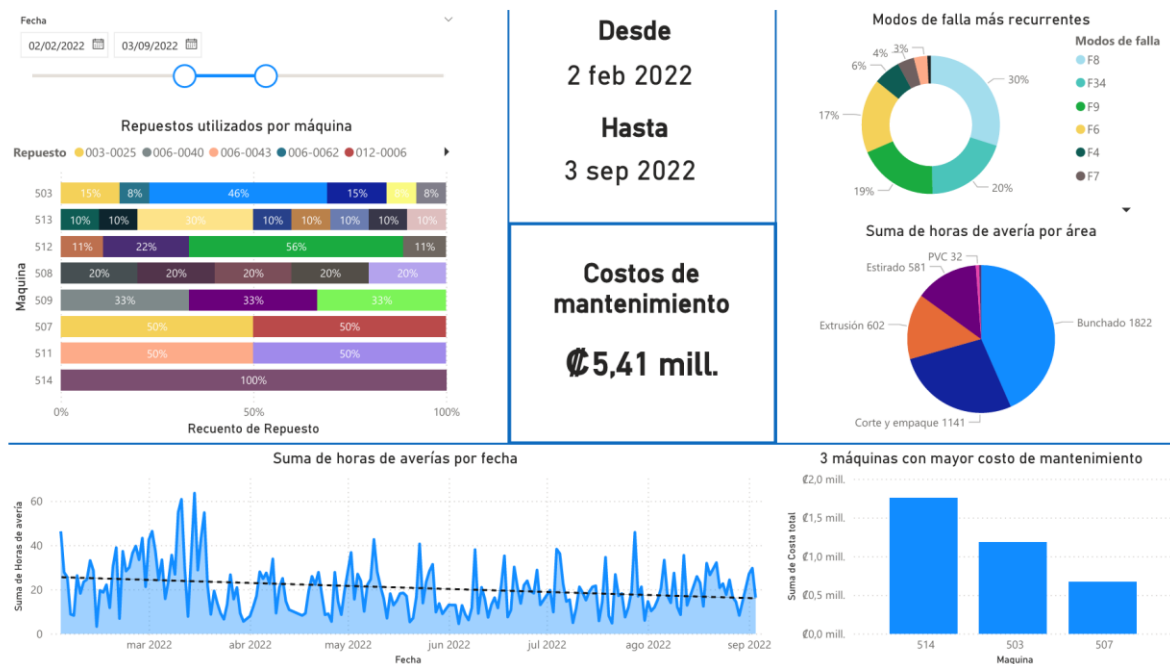 Fecha
02/02/2022
03/09/2022
Repuestos utilizados por máquina
Repuesto 003-0025 006-0040 006-0043 006-0062 012-0006
Maquina
503 15% 8% 46% 15% 8% 8%
513 10% 10% 30% 10% 10% 10% 10% 10%
512 11% 22% 56% 11%
508 20% 20% 20% 20% 20%
509 33% 33% 33%
507 50% 50%
511 50% 50%
514 100%
0% 50% 100%
Recuento de Repuesto
Desde
2 feb 2022
Hasta
3 sep 2022
Costos de
mantenimiento
₡5,41 mill.
Modos de falla más recurrentes
Modos de falla
F8
F34
F9
F6
F4
F7
30%
20%
19%
17%
6%
4%
3%
Suma de horas de avería por área
PVC 32
Estirado 581
Extrusión 602
Bunchado 1822
Corte y empaque 1141
Suma de horas de averías por fecha
Suma de Horas de avería
60
40
20
0
mar 2022 abr 2022 may 2022 jun 2022 jul 2022 ago 2022 sep 2022
Fecha
3 máquinas con mayor costo de mantenimiento
Suma de Costa total
₡2,0 mill.
₡1,5 mill.
₡1,0 mill.
₡0,5 mill.
₡0,0 mill.
514 503 507
Maquina